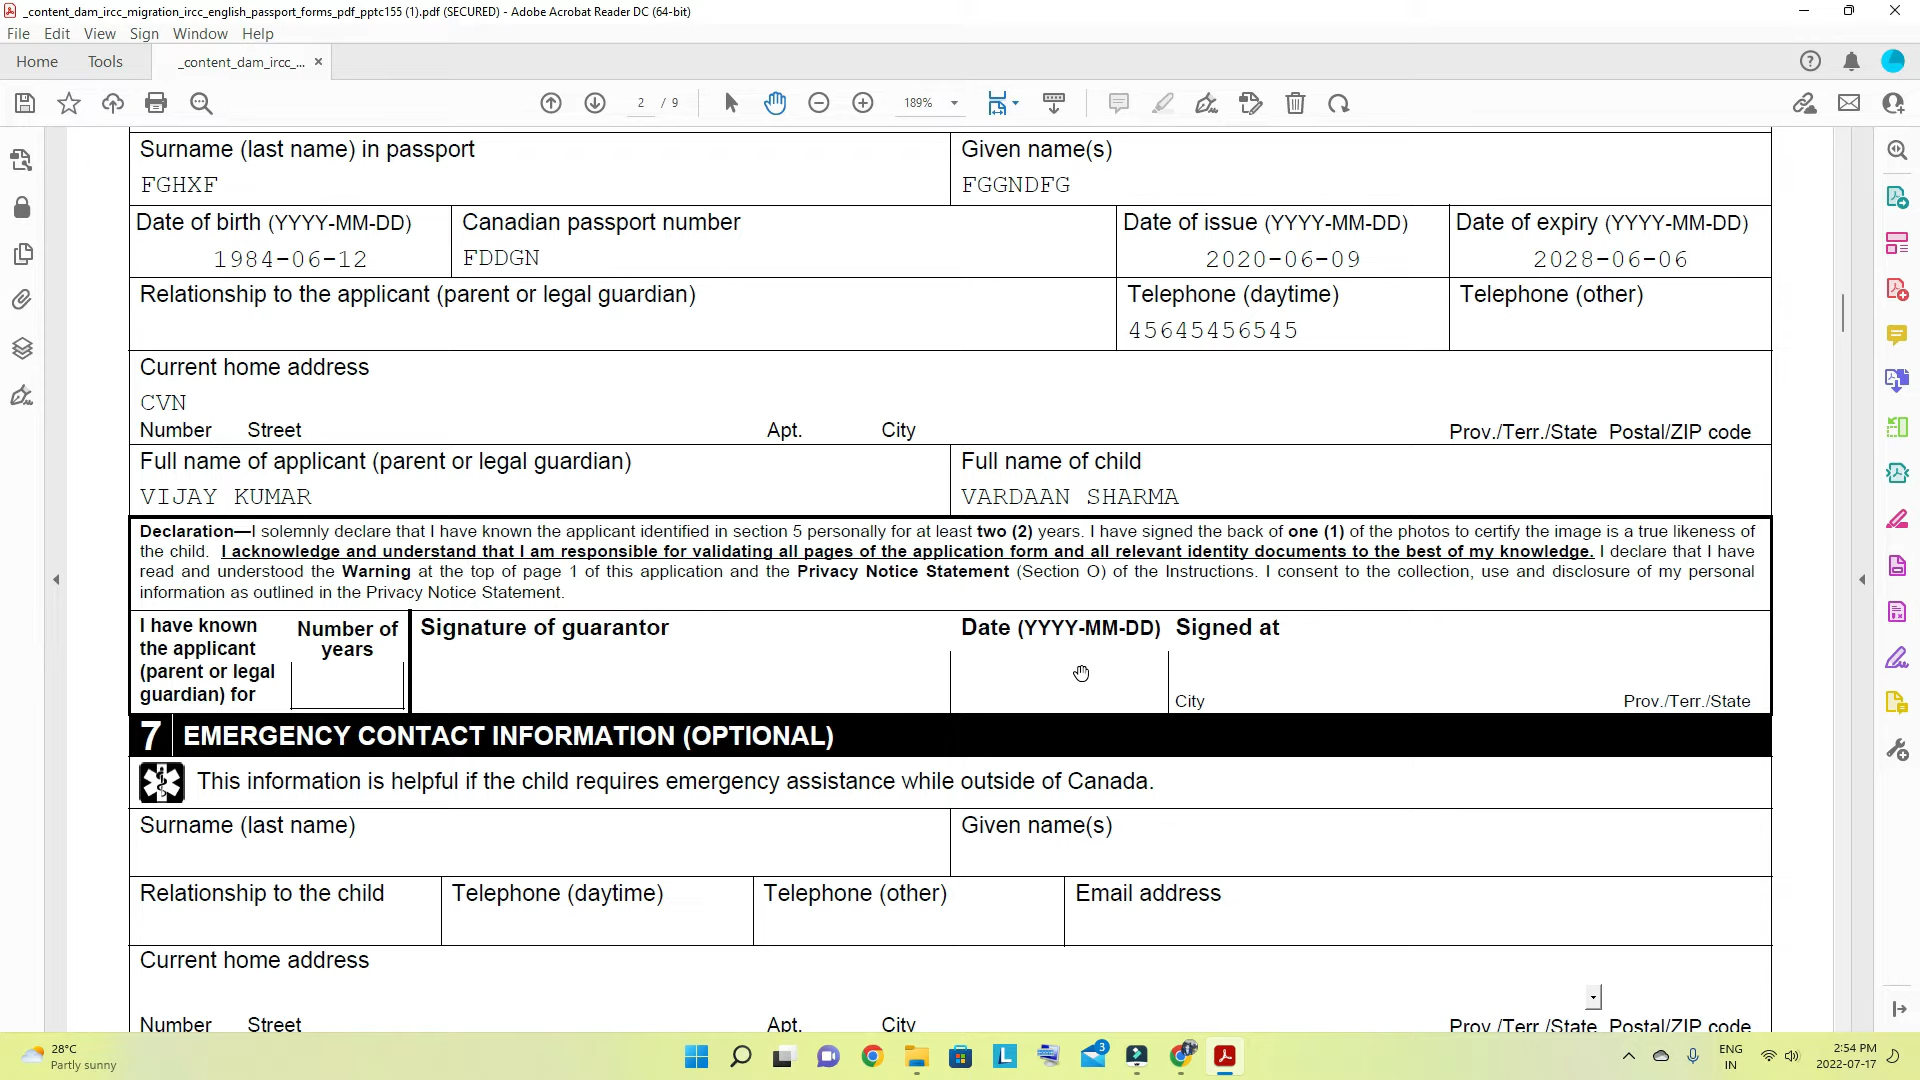 _content_dam_ircc_migration_ircc_english_passport_forms_pdf_pptc155 (1).pdf (SECURED) - Adobe Acrobat Reader DC (64-bit)
File Edit View Sign Window Help
Home Tools _content_dam_ircc_...
2 / 9 189%
Surname (last name) in passport Given name(s)
FGHXF FGGNDFG
Date of birth (YYYY-MM-DD) Canadian passport number Date of issue (YYYY-MM-DD) Date of expiry (YYYY-MM-DD)
1984-06-12 FDDGN 2020-06-09 2028-06-06
Relationship to the applicant (parent or legal guardian) Telephone (daytime) Telephone (other)
45645456545
Current home address
CVN
Number Street Apt. City Prov./Terr./State Postal/ZIP code
Full name of applicant (parent or legal guardian) Full name of child
VIJAY KUMAR VARDAAN SHARMA
Declaration—I solemnly declare that I have known the applicant identified in section 5 personally for at least two (2) years. I have signed the back of one (1) of the photos to certify the image is a true likeness of
the child. I acknowledge and understand that I am responsible for validating all pages of the application form and all relevant identity documents to the best of my knowledge. I declare that I have
read and understood the Warning at the top of page 1 of this application and the Privacy Notice Statement (Section O) of the Instructions. I consent to the collection, use and disclosure of my personal
information as outlined in the Privacy Notice Statement.
I have known
the applicant
(parent or legal
guardian) for
Number of
years
Signature of guarantor Date (YYYY-MM-DD) Signed at
City Prov./Terr./State
7 EMERGENCY CONTACT INFORMATION (OPTIONAL)
This information is helpful if the child requires emergency assistance while outside of Canada.
Surname (last name) Given name(s)
Relationship to the child Telephone (daytime) Telephone (other) Email address
Current home address
Number Street Apt. City Prov./Terr./State Postal/ZIP code
28°C
Partly sunny
3
ENG
IN
2:54 PM
2022-07-17